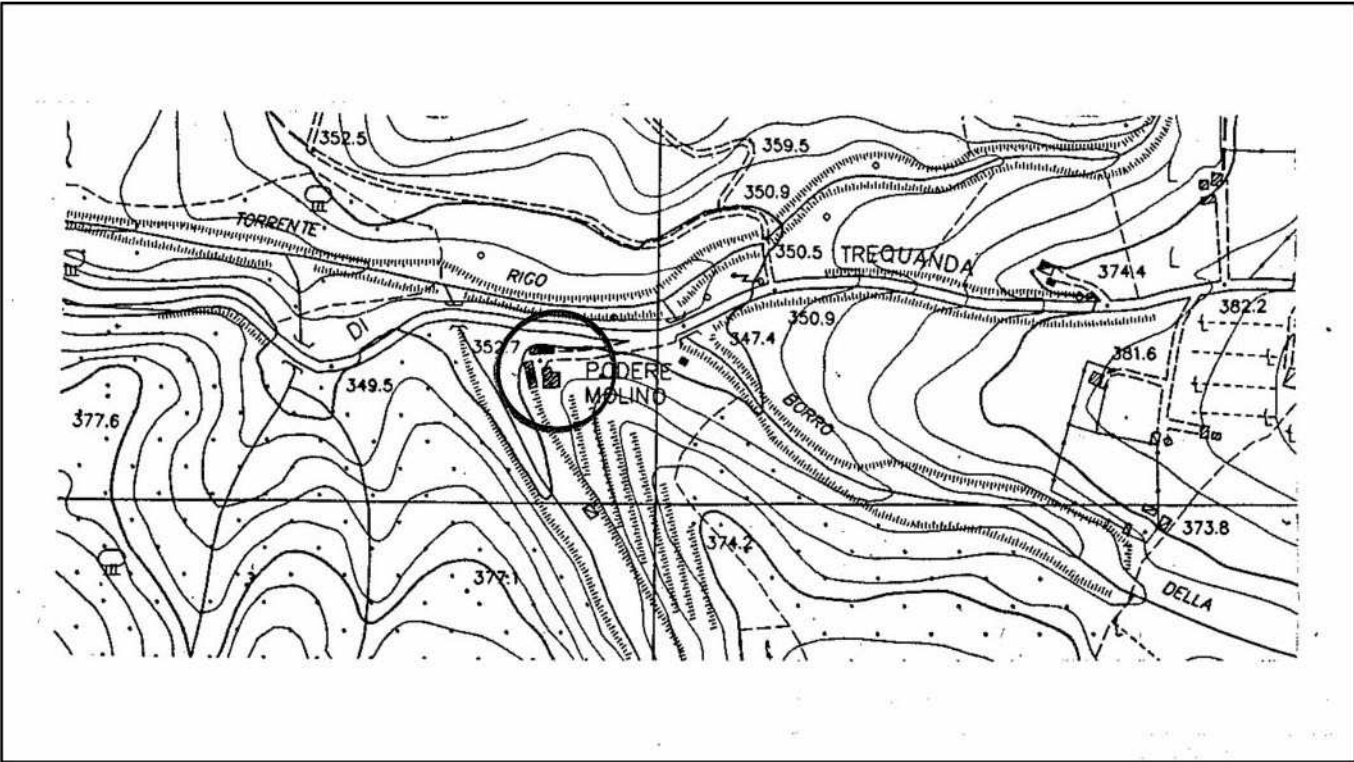 352.5
359.5
350.9
TORRENTE
RIGO
350.5
TREQUANDA
374.4
L
L
382.2
DI
352.7
350.9
347.4
381.6
349.5
PODERE
MOLINO
377.6
BORRO
L
L
L
L
L
374.2
373.8
377.1
DELLA